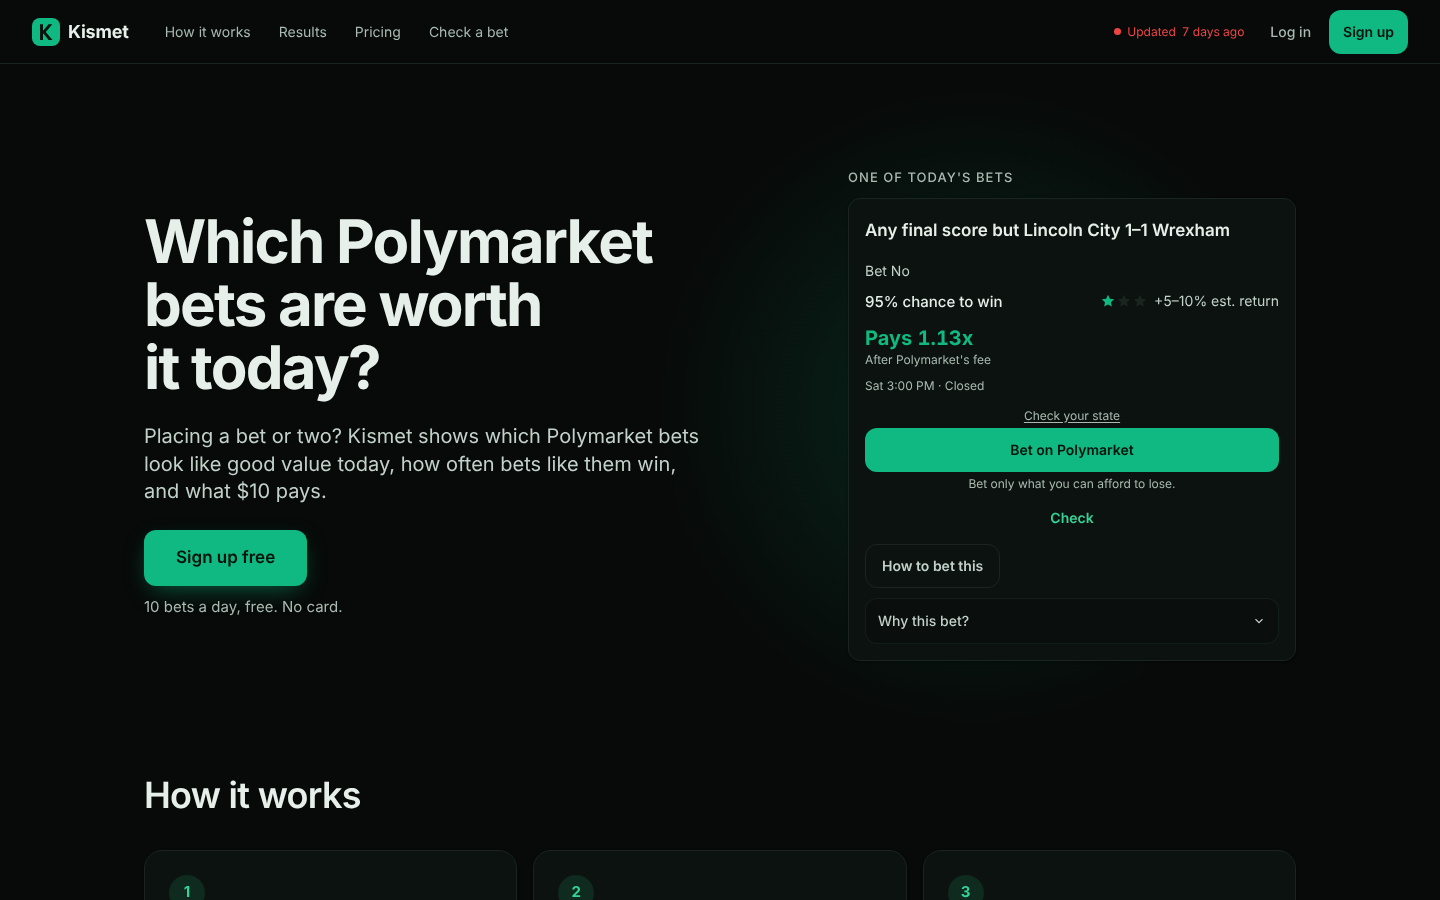 K Kismet
How it works
Results
Pricing
Check a bet
Updated 7 days ago
Log in
Sign up
Which Polymarket
bets are worth
it today?
Placing a bet or two? Kismet shows which Polymarket bets
look like good value today, how often bets like them win,
and what $10 pays.
Sign up free
10 bets a day, free. No card.
ONE OF TODAY'S BETS
Any final score but Lincoln City 1–1 Wrexham
Bet No
95% chance to win
+5–10% est. return
Pays 1.13x
After Polymarket's fee
Sat 3:00 PM · Closed
Check your state
Bet on Polymarket
Bet only what you can afford to lose.
Check
How to bet this
Why this bet?
How it works
1
2
3